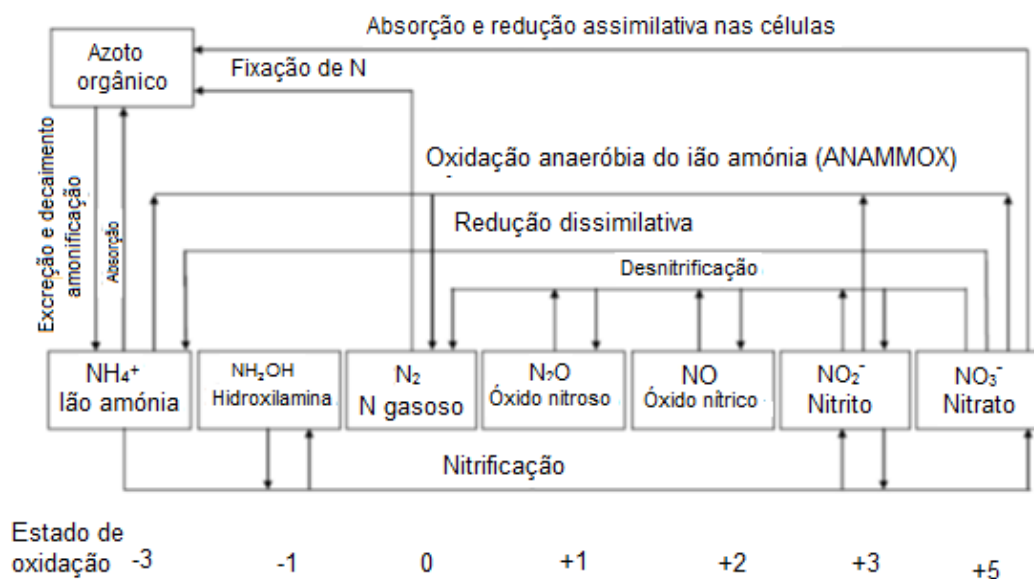 Absorção e redução assimilativa nas células
Azoto
orgânico
Fixação de N
Excreção e decaimento
amonificação
Absorção
Oxidação anaeróbia do ião amónia (ANAMMOX)
Redução dissimilativa
Desnitrificação
NH₄⁺
Ião amónia
NH₂OH
Hidroxilamina
N₂
N gasoso
N₂O
Óxido nitroso
NO
Óxido nítrico
NO₂⁻
Nitrito
NO₃⁻
Nitrato
Nitrificação
Estado de
oxidação -3 -1 0 +1 +2 +3 +5